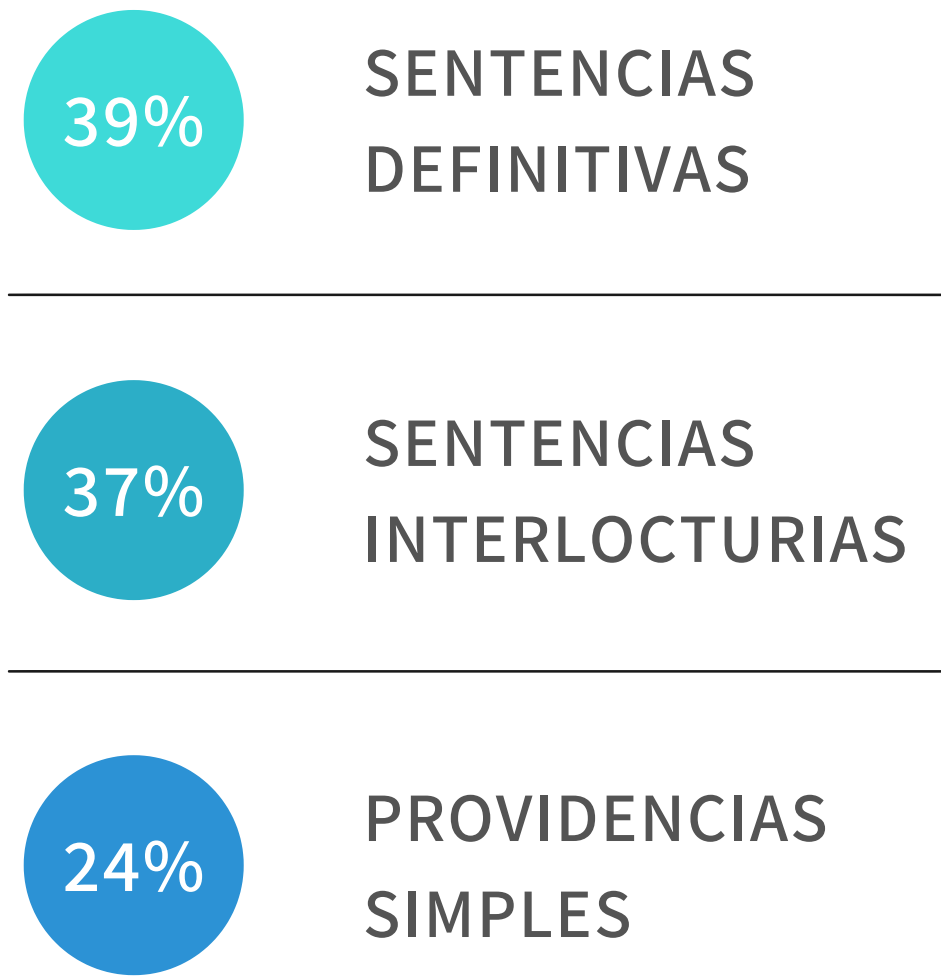 39%
SENTENCIAS
DEFINITIVAS
37%
SENTENCIAS
INTERLOCTURIAS
24%
PROVIDENCIAS
SIMPLES